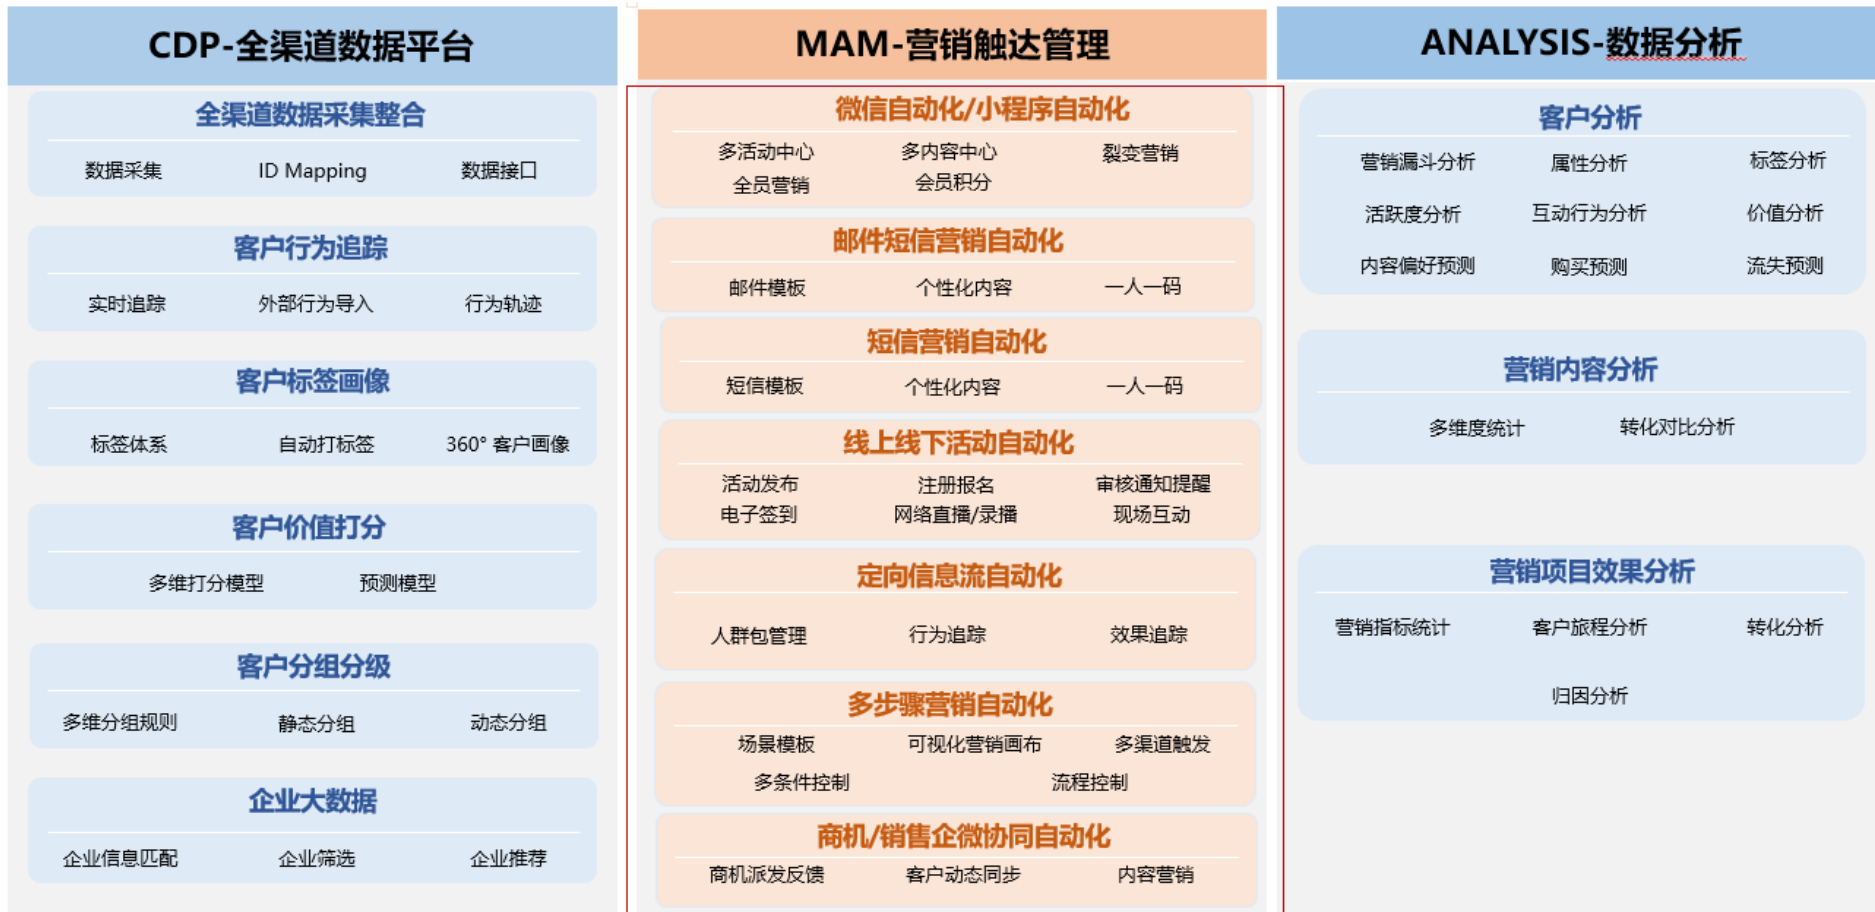 CDP-全渠道数据平台
全渠道数据采集整合
数据采集 ID Mapping 数据接口
客户行为追踪
实时追踪 外部行为导入 行为轨迹
客户标签画像
标签体系 自动打标签 360° 客户画像
客户价值打分
多维打分模型 预测模型
客户分组分级
多维分组规则 静态分组 动态分组
企业大数据
企业信息匹配 企业筛选 企业推荐
MAM-营销触达管理
微信自动化/小程序自动化
多活动中心 多内容中心 裂变营销
全员营销 会员积分
邮件短信营销自动化
邮件模板 个性化内容 一人一码
短信营销自动化
短信模板 个性化内容 一人一码
线上线下活动自动化
活动发布 注册报名 审核通知提醒
电子签到 网络直播/录播 现场互动
定向信息流自动化
人群包管理 行为追踪 效果追踪
多步骤营销自动化
场景模板 可视化营销画布 多渠道触发
多条件控制 流程控制
商机/销售企微协同自动化
商机派发反馈 客户动态同步 内容营销
ANALYSIS-数据分析
客户分析
营销漏斗分析 属性分析 标签分析
活跃度分析 互动行为分析 价值分析
内容偏好预测 购买预测 流失预测
营销内容分析
多维度统计 转化对比分析
营销项目效果分析
营销指标统计 客户旅程分析 转化分析
归因分析